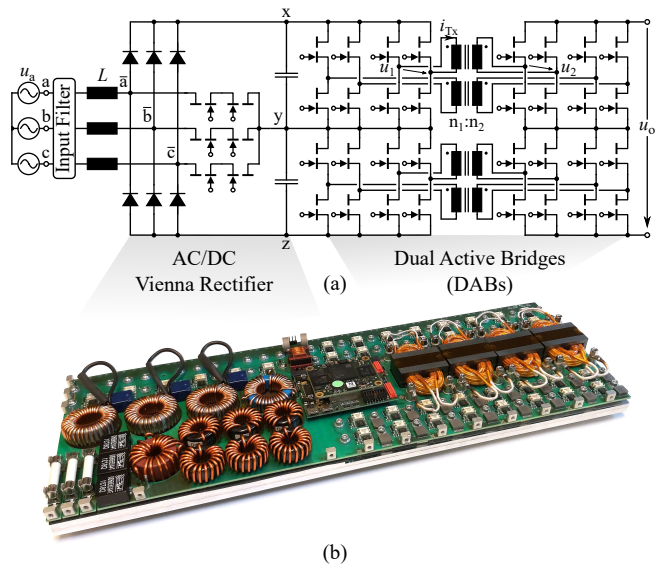 x
i_Tx
u_a
a
L
ā
u_1
u_2
b
b̄
Input Filter
y
n_1:n_2
u_o
c
c̄
z
AC/DC
Vienna Rectifier
Dual Active Bridges
(DABs)
(a)
(b)